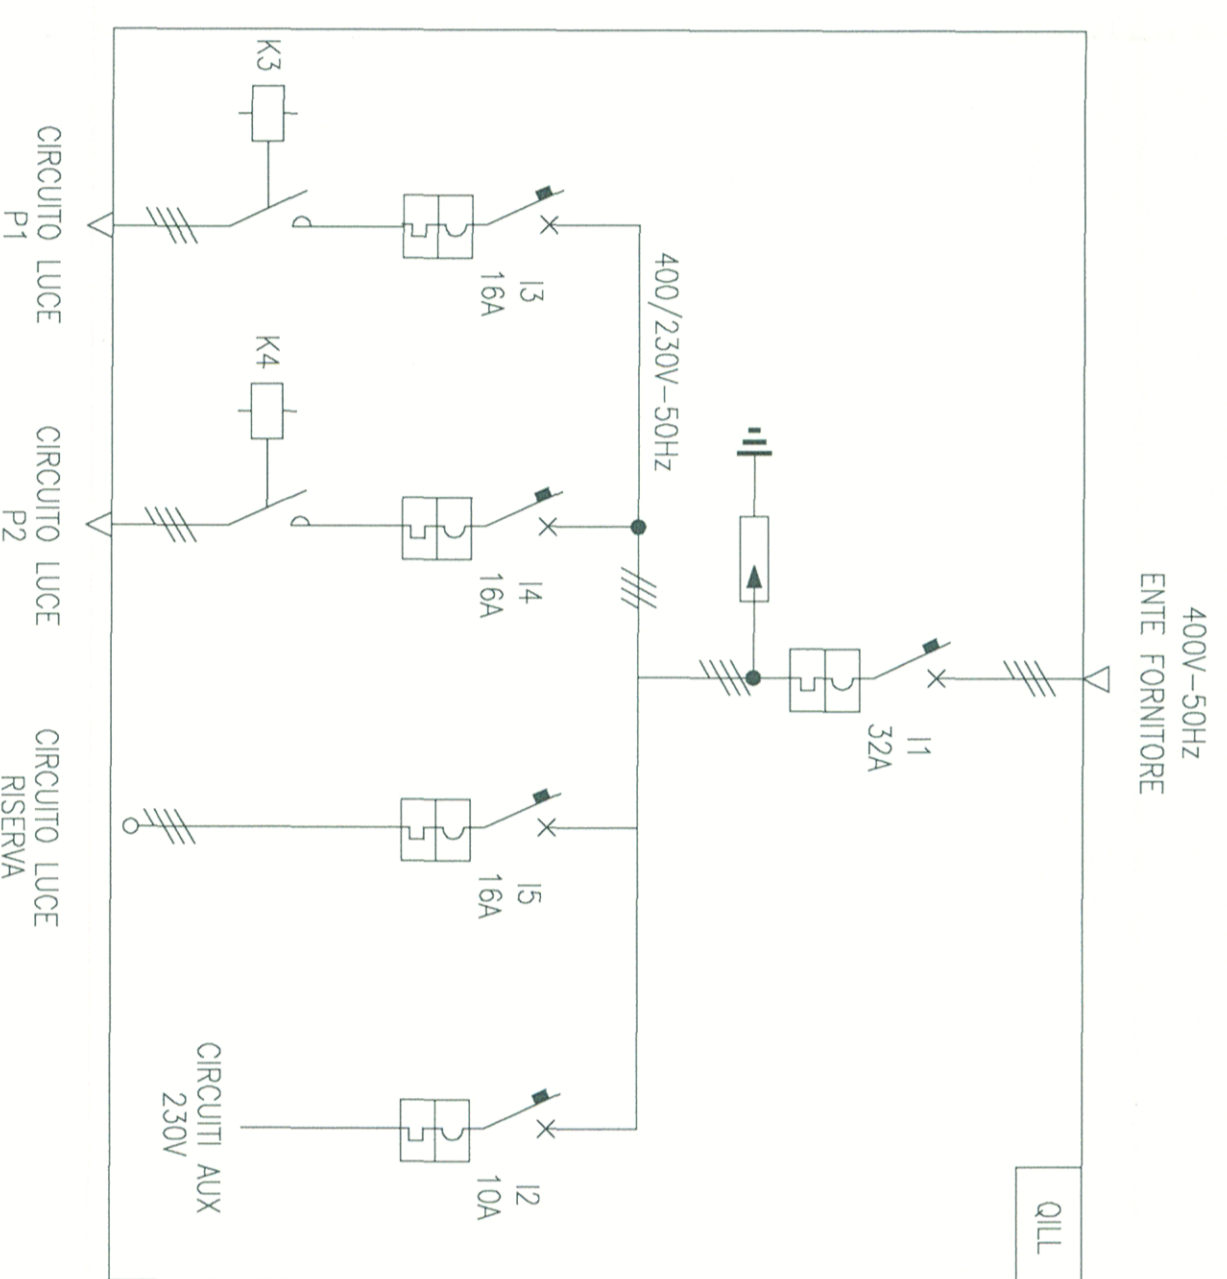 400V-50Hz
ENTE FORNITORE
QILL
I1
32A
400/230V-50Hz
I3
16A
I4
16A
I5
16A
I2
10A
K3
K4
CIRCUITO LUCE
P1
CIRCUITO LUCE
P2
CIRCUITO LUCE
RISERVA
CIRCUITI AUX
230V